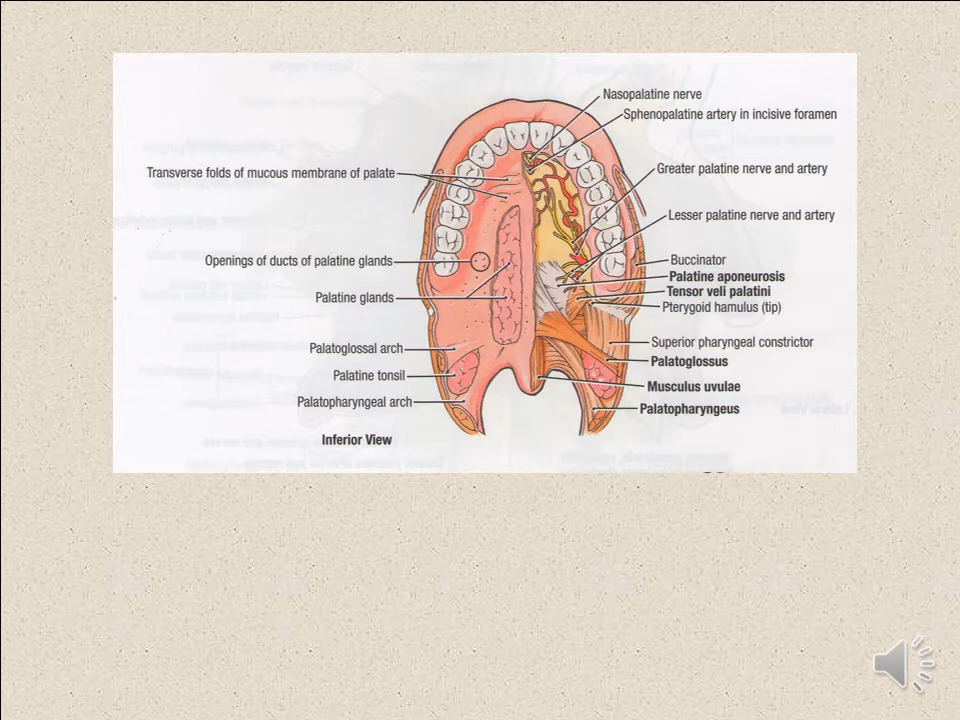 Nasopalatine nerve
Sphenopalatine artery in incisive foramen
Transverse folds of mucous membrane of palate
Greater palatine nerve and artery
Lesser palatine nerve and artery
Openings of ducts of palatine glands
Buccinator
Palatine aponeurosis
Tensor veli palatini
Palatine glands
Pterygoid hamulus (tip)
Palatoglossal arch
Superior pharyngeal constrictor
Palatoglossus
Palatine tonsil
Musculus uvulae
Palatopharyngeal arch
Palatopharyngeus
Inferior View